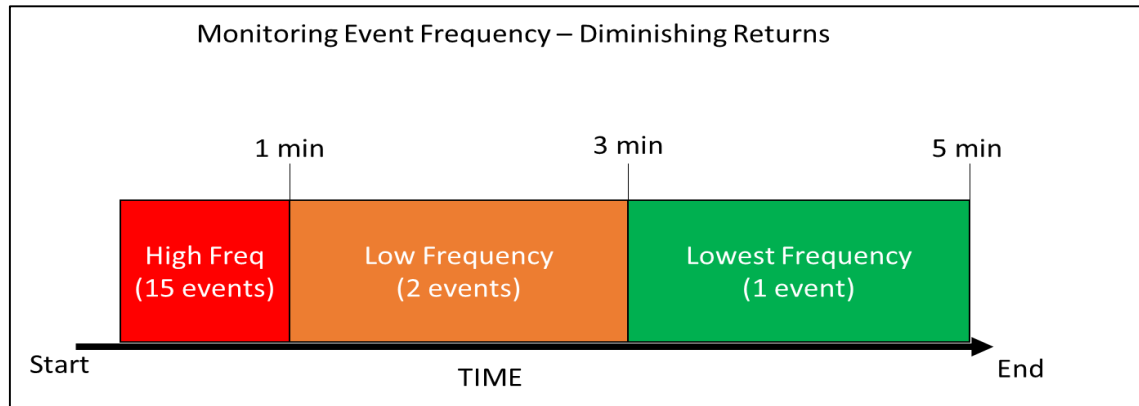 Monitoring Event Frequency – Diminishing Returns
1 min
3 min
5 min
High Freq
(15 events)
Low Frequency
(2 events)
Lowest Frequency
(1 event)
Start
TIME
End